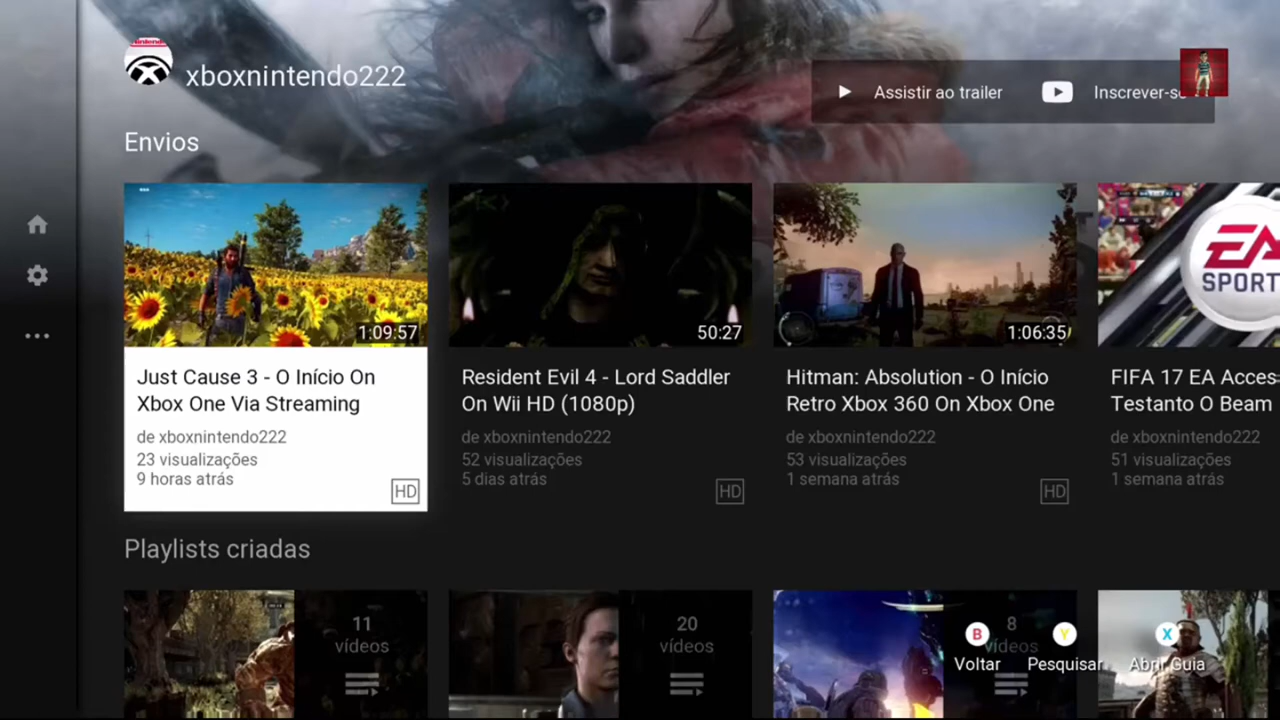 xboxnintendo222
Assistir ao trailer
Inscrever-se
Envios
1:09:57
50:27
1:06:35
EA
SPORT
Just Cause 3 - O Início On
Xbox One Via Streaming
de xboxnintendo222
23 visualizações
9 horas atrás
HD
Resident Evil 4 - Lord Saddler
On Wii HD (1080p)
de xboxnintendo222
52 visualizações
5 dias atrás
HD
Hitman: Absolution - O Início
Retro Xbox 360 On Xbox One
de xboxnintendo222
53 visualizações
1 semana atrás
HD
FIFA 17 EA Access
Testanto O Beam
de xboxnintendo222
51 visualizações
1 semana atrás
Playlists criadas
11
vídeos
20
vídeos
8
vídeos
B
Voltar
Y
Pesquisar
X
Abrir Guia